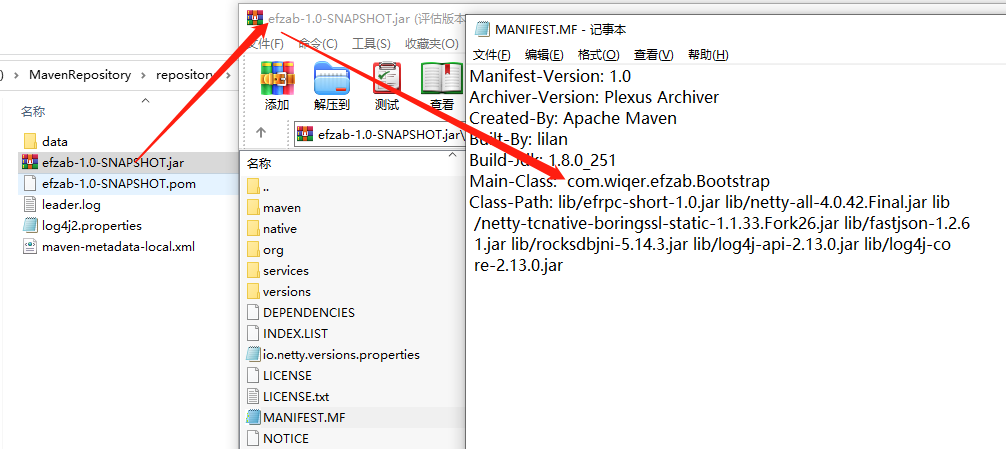 ) › MavenRepository › repository ›
名称
data
efzab-1.0-SNAPSHOT.jar
efzab-1.0-SNAPSHOT.pom
leader.log
log4j2.properties
maven-metadata-local.xml
efzab-1.0-SNAPSHOT.jar (评估版本
文件(F) 命令(C) 工具(S) 收藏夹(O)
添加 解压到 测试 查看
efzab-1.0-SNAPSHOT.jar\
名称
..
maven
native
org
services
versions
DEPENDENCIES
INDEX.LIST
io.netty.versions.properties
LICENSE
LICENSE.txt
MANIFEST.MF
NOTICE
MANIFEST.MF - 记事本
文件(F) 编辑(E) 格式(O) 查看(V) 帮助(H)
Manifest-Version: 1.0
Archiver-Version: Plexus Archiver
Created-By: Apache Maven
Built-By: lilan
Build-Jdk: 1.8.0_251
Main-Class: com.wiqer.efzab.Bootstrap
Class-Path: lib/efrpc-short-1.0.jar lib/netty-all-4.0.42.Final.jar lib
/netty-tcnative-boringssl-static-1.1.33.Fork26.jar lib/fastjson-1.2.6
1.jar lib/rocksdbjni-5.14.3.jar lib/log4j-api-2.13.0.jar lib/log4j-co
re-2.13.0.jar